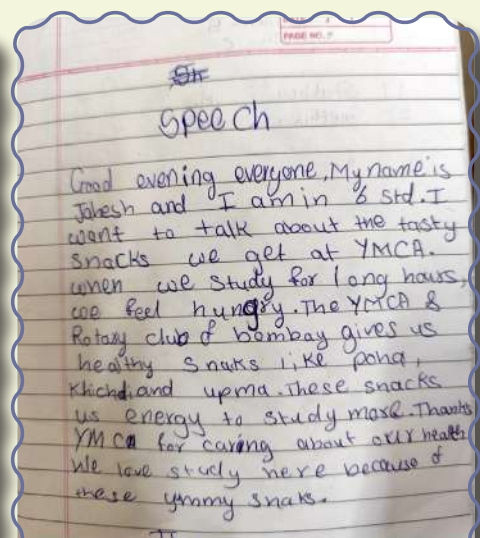 PAGE NO.
Speech
Good evening everyone, My name is
Jahesh and I am in 6 std. I
want to talk about the tasty
snacks we get at YMCA.
when we study for long hours,
we feel hungry. The YMCA &
Rotary club of bombay gives us
healthy snaks like poha,
khichdi and upma. These snacks
us energy to study more. Thanks
YMCA for caring about our health
We love study here because of
these yummy snaks.